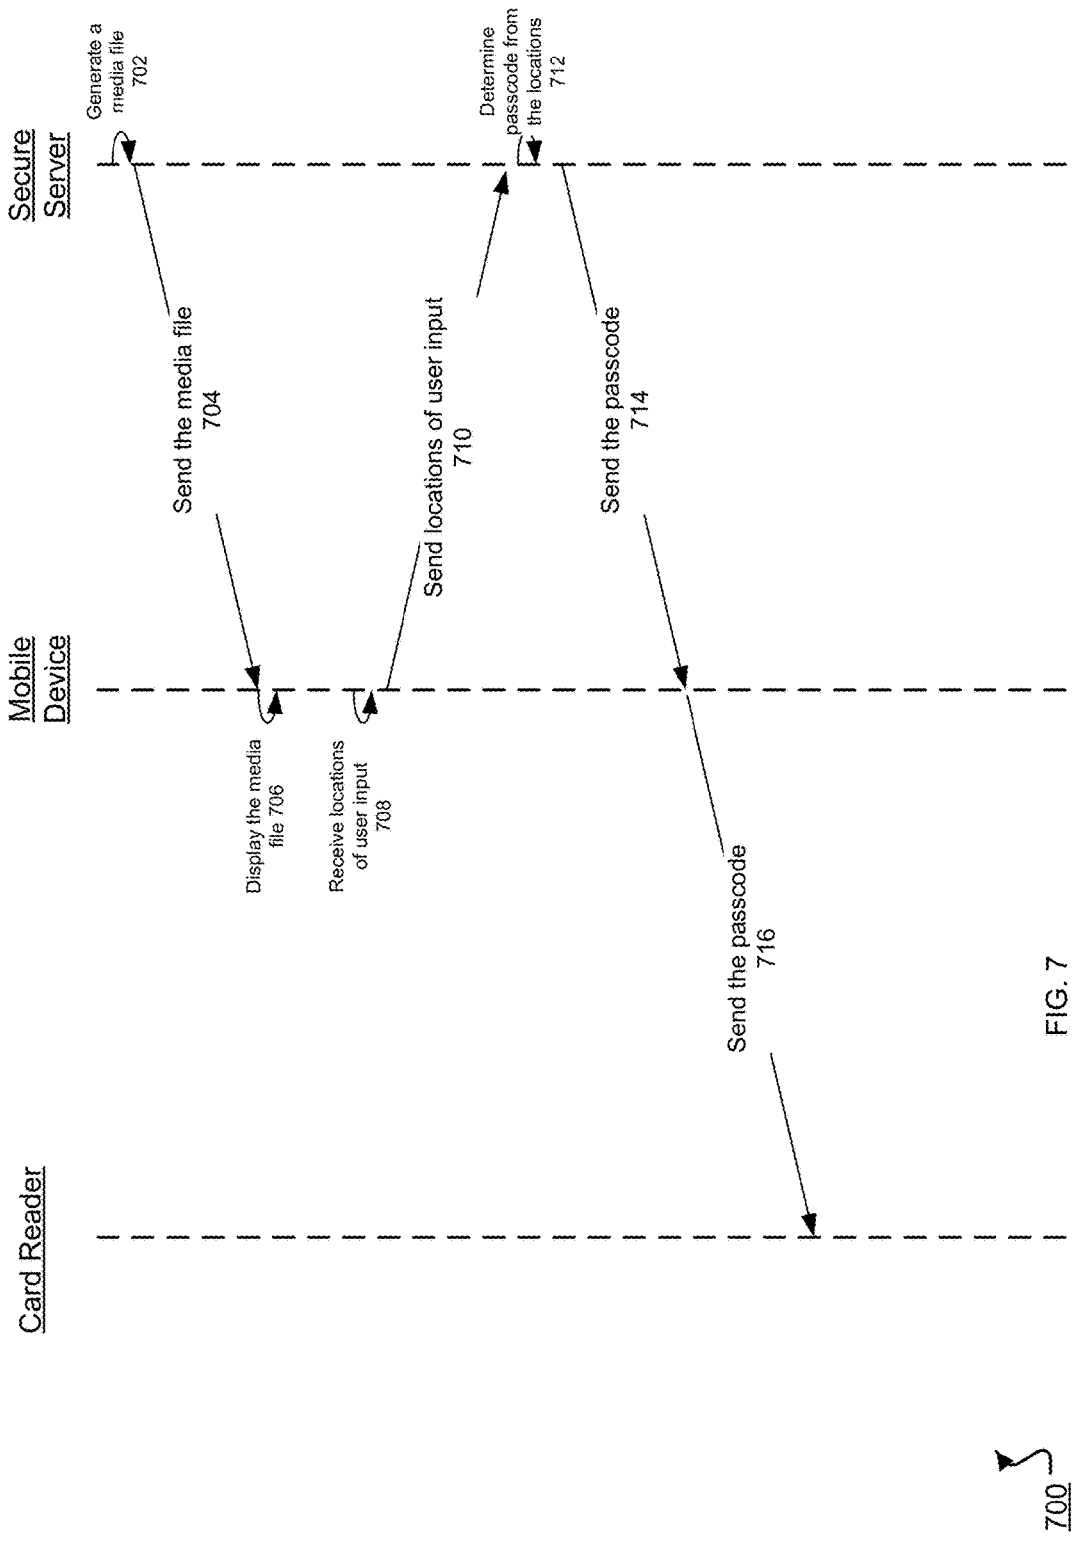 Card Reader
Mobile
Device
Secure
Server
Generate a
media file
702
Send the media file
704
Display the media
file 706
Receive locations
of user input
708
Send locations of user input
710
Determine
passcode from
the locations
712
Send the passcode
714
Send the passcode
716
700
FIG. 7